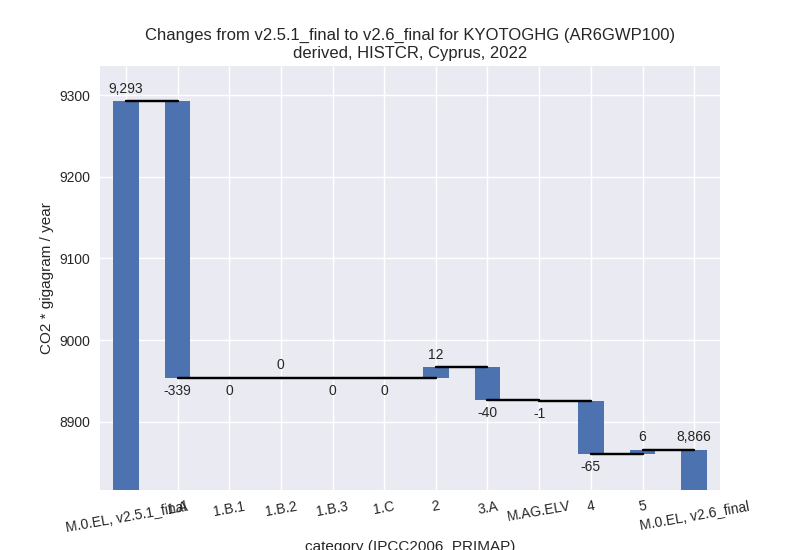 Changes from v2.5.1_final to v2.6_final for KYOTOGHG (AR6GWP100)
derived, HISTCR, Cyprus, 2022
CO2 * gigagram / year
9300
9200
9100
9000
8900
9,293
-339
0
0
0
0
12
-40
-1
-65
6
8,866
M.0.EL, v2.5.1_final
1.A
1.B.1
1.B.2
1.B.3
1.C
2
3.A
M.AG.ELV
4
5
M.0.EL, v2.6_final
category (IPCC2006_PRIMAP)